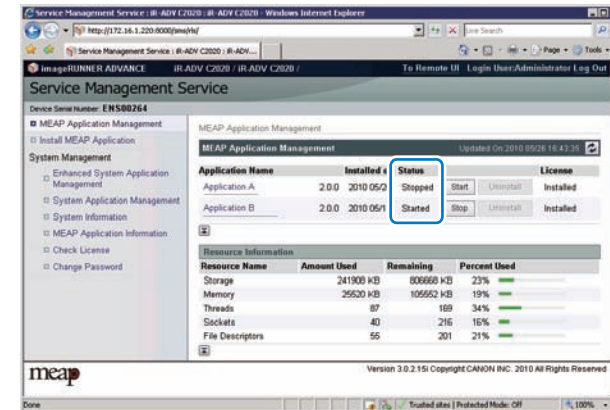 Service Management Service : iR-ADV C2020 : iR-ADV C2020 - Windows Internet Explorer
http://172.16.1.220:8000/sms/rls/
Live Search
Service Management Service : iR-ADV C2020 : iR-ADV...
Page Tools
imageRUNNER ADVANCE iR-ADV C2020 / iR-ADV C2020 / To Remote UI Login User:Administrator Log Out
Service Management Service
Device Serial Number: ENS00264
MEAP Application Management
Install MEAP Application
System Management
Enhanced System Application Management
System Application Management
System Information
MEAP Application Information
Check License
Change Password
MEAP Application Management
MEAP Application Management Updated On:2010 05/26 16:43:35
Application Name Installed o Status License
Application A 2.0.0 2010 05/2 Stopped Start Uninstall Installed
Application B 2.0.0 2010 05/1 Started Stop Uninstall Installed
Resource Information
Resource Name Amount Used Remaining Percent Used
Storage 241908 KB 806668 KB 23%
Memory 25520 KB 105552 KB 19%
Threads 87 169 34%
Sockets 40 216 16%
File Descriptors 55 201 21%
meap
Version 3.0.2.15i Copyright CANON INC. 2010 All Rights Reserved
Done Trusted sites | Protected Mode: Off 100%